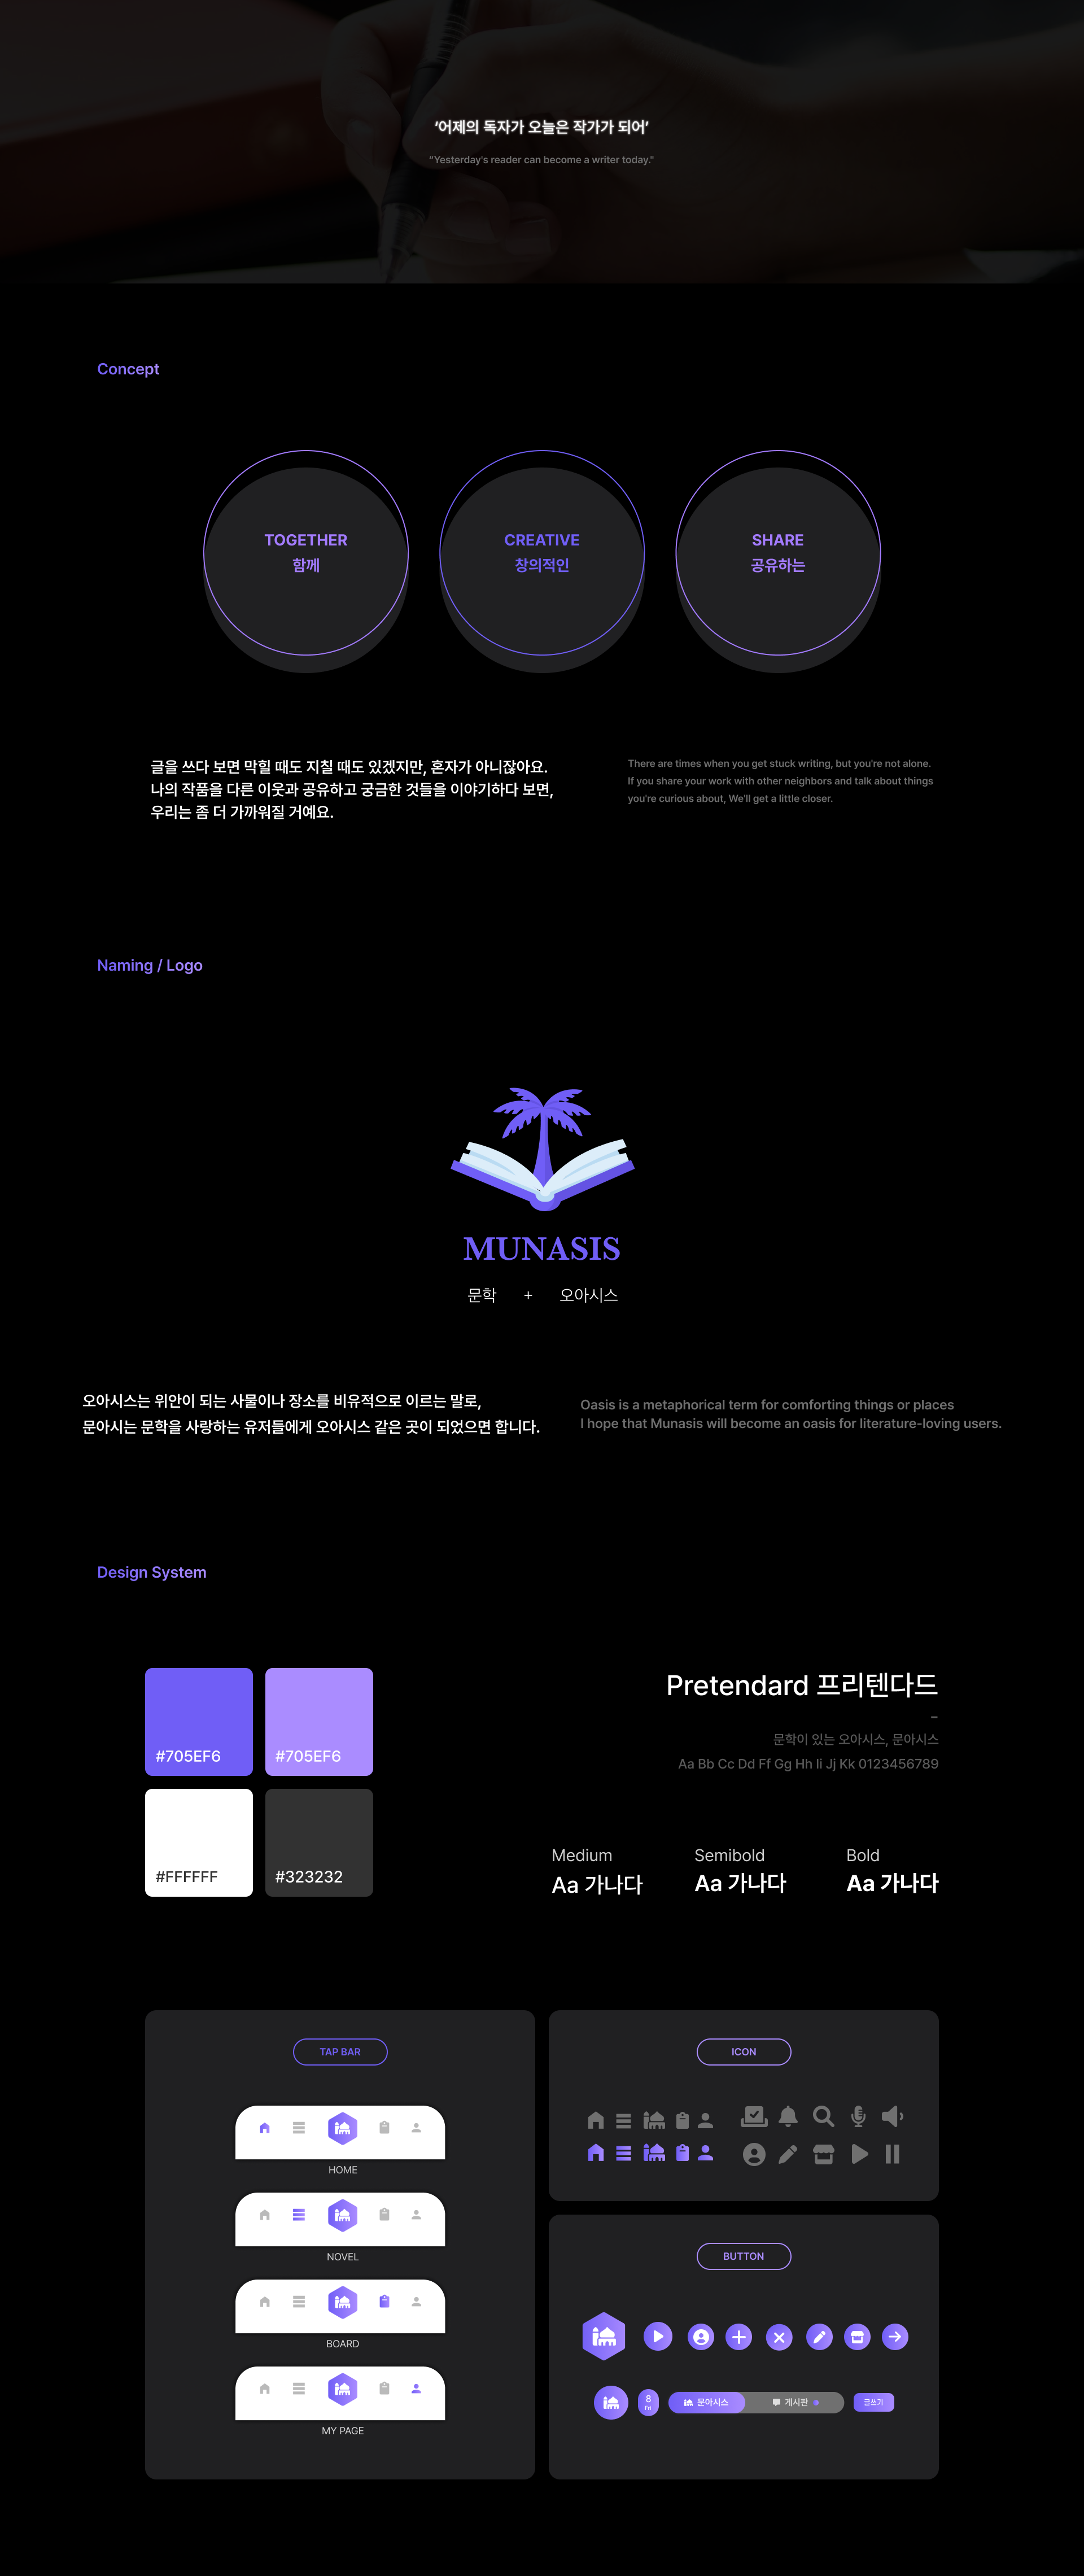 ‘어제의 독자가 오늘은 작가가 되어’
“Yesterday's reader can become a writer today.”
Concept
TOGETHER
함께
CREATIVE
창의적인
SHARE
공유하는
글을 쓰다 보면 막힐 때도 지칠 때도 있겠지만, 혼자가 아니잖아요.
나의 작품을 다른 이웃과 공유하고 궁금한 것들을 이야기하다 보면,
우리는 좀 더 가까워질 거예요.
There are times when you get stuck writing, but you're not alone.
If you share your work with other neighbors and talk about things
you're curious about, We'll get a little closer.
Naming / Logo
MUNASIS
문학 + 오아시스
오아시스는 위안이 되는 사물이나 장소를 비유적으로 이르는 말로,
문아시는 문학을 사랑하는 유저들에게 오아시스 같은 곳이 되었으면 합니다.
Oasis is a metaphorical term for comforting things or places
I hope that Munasis will become an oasis for literature-loving users.
Design System
#705EF6
#705EF6
#FFFFFF
#323232
Pretendard 프리텐다드
-
문학이 있는 오아시스, 문아시스
Aa Bb Cc Dd Ff Gg Hh Ii Jj Kk 0123456789
Medium
Aa 가나다
Semibold
Aa 가나다
Bold
Aa 가나다
TAP BAR
HOME
NOVEL
BOARD
MY PAGE
ICON
BUTTON
8
Fri
문아시스
게시판
글쓰기